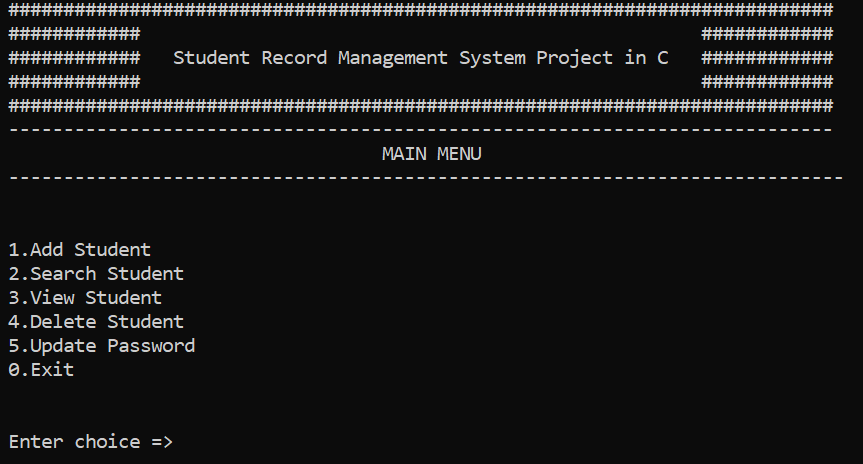 ###########################################################################
############                                                   ############
############   Student Record Management System Project in C   ############
############                                                   ############
###########################################################################
---------------------------------------------------------------------------
                                  MAIN MENU
----------------------------------------------------------------------------
1.Add Student
2.Search Student
3.View Student
4.Delete Student
5.Update Password
0.Exit
Enter choice =>